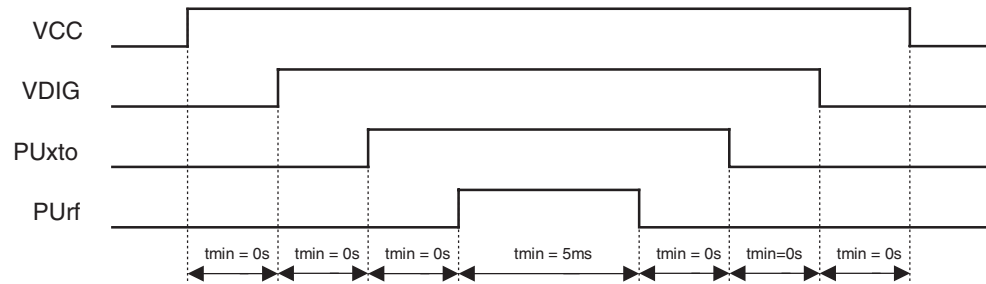 VCC
VDIG
PUxto
PUrf
tmin = 0s tmin = 0s tmin = 0s tmin = 5ms tmin = 0s tmin=0s tmin = 0s